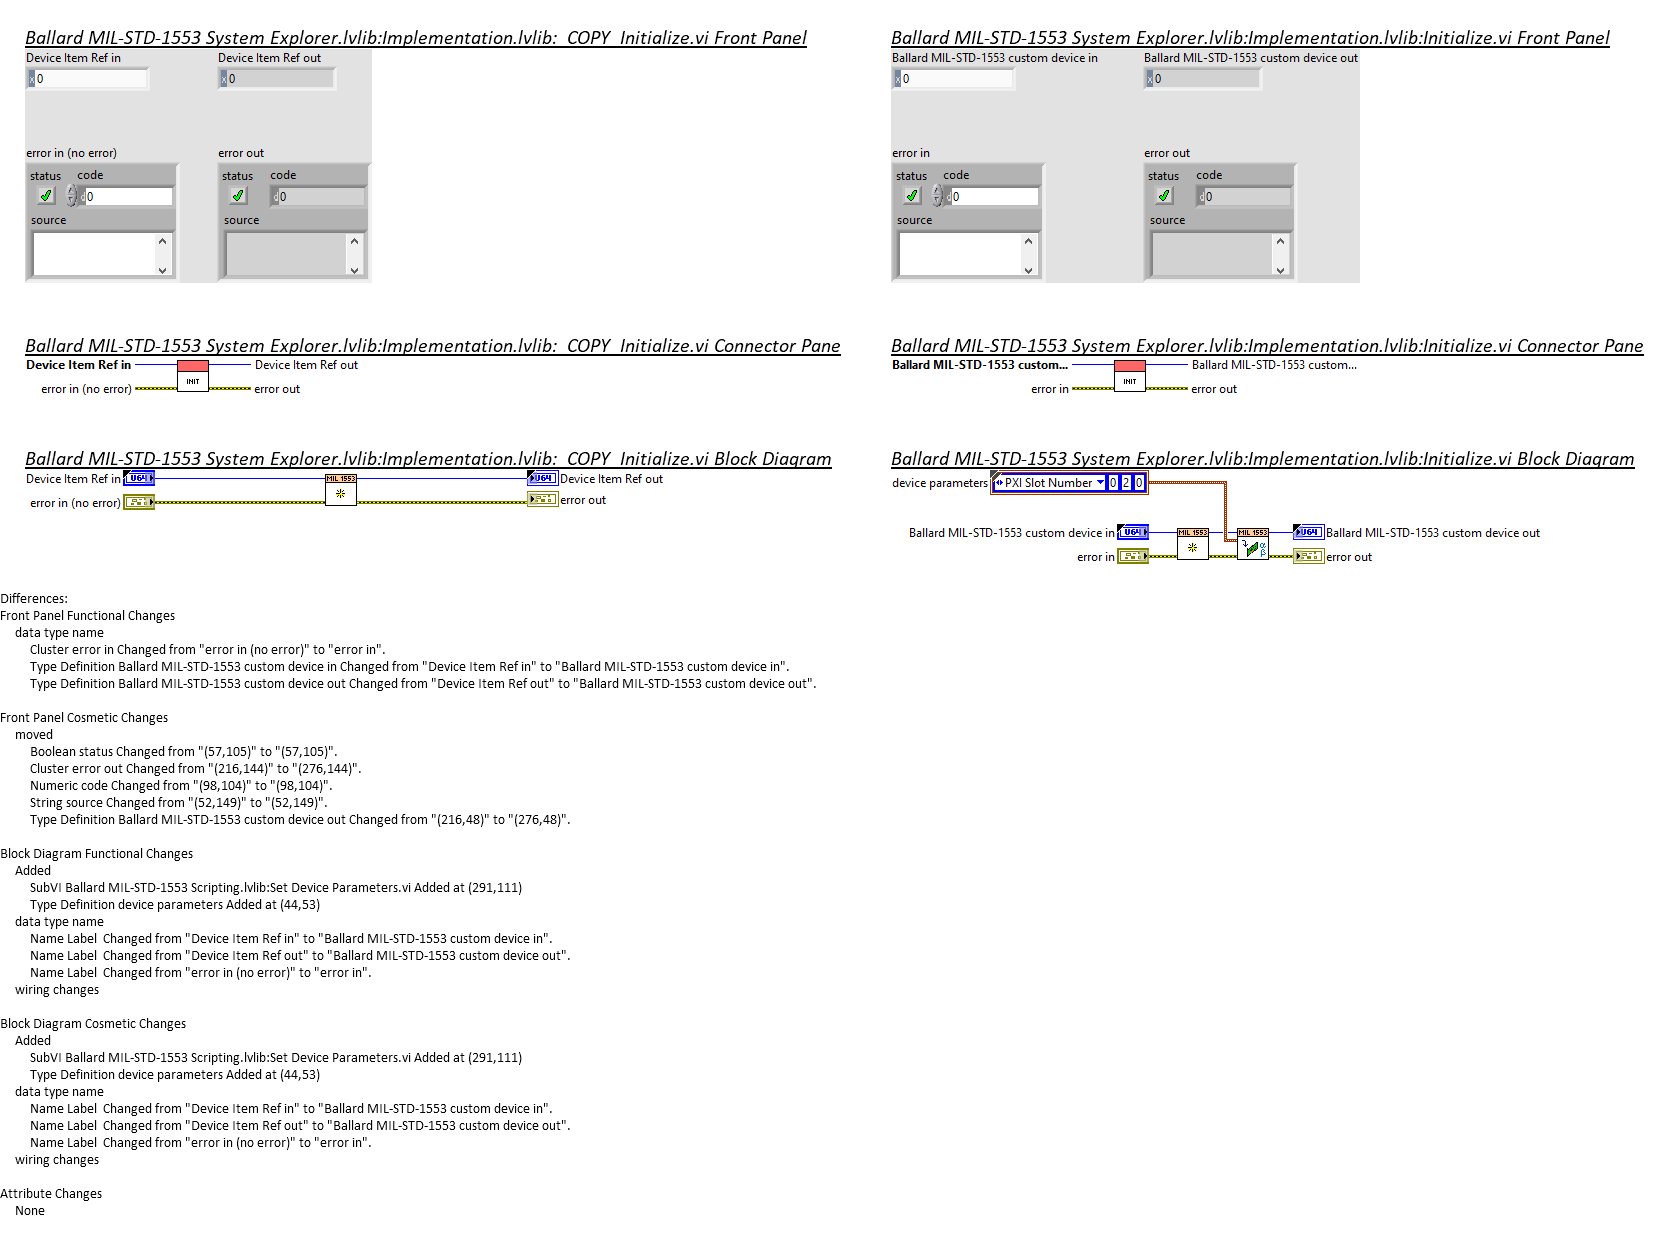 Ballard MIL-STD-1553 System Explorer.lvlib:Implementation.lvlib:_COPY_Initialize.vi Front Panel
Device Item Ref in
Device Item Ref out
x 0
x 0
error in (no error)
error out
status
code
status
code
d 0
d 0
source
source
Ballard MIL-STD-1553 System Explorer.lvlib:Implementation.lvlib:Initialize.vi Front Panel
Ballard MIL-STD-1553 custom device in
Ballard MIL-STD-1553 custom device out
x 0
x 0
error in
error out
status
code
status
code
d 0
d 0
source
source
Ballard MIL-STD-1553 System Explorer.lvlib:Implementation.lvlib:_COPY_Initialize.vi Connector Pane
Device Item Ref in
Device Item Ref out
INIT
error in (no error)
error out
Ballard MIL-STD-1553 System Explorer.lvlib:Implementation.lvlib:Initialize.vi Connector Pane
Ballard MIL-STD-1553 custom...
Ballard MIL-STD-1553 custom...
INIT
error in
error out
Ballard MIL-STD-1553 System Explorer.lvlib:Implementation.lvlib:_COPY_Initialize.vi Block Diagram
Device Item Ref in
U64
MIL 1553
U64
Device Item Ref out
error in (no error)
error out
Ballard MIL-STD-1553 System Explorer.lvlib:Implementation.lvlib:Initialize.vi Block Diagram
device parameters
PXI Slot Number
0 2 0
Ballard MIL-STD-1553 custom device in
U64
MIL 1553
MIL 1553
U64
Ballard MIL-STD-1553 custom device out
α
β
error in
error out
Differences:
Front Panel Functional Changes
data type name
Cluster error in Changed from "error in (no error)" to "error in".
Type Definition Ballard MIL-STD-1553 custom device in Changed from "Device Item Ref in" to "Ballard MIL-STD-1553 custom device in".
Type Definition Ballard MIL-STD-1553 custom device out Changed from "Device Item Ref out" to "Ballard MIL-STD-1553 custom device out".
Front Panel Cosmetic Changes
moved
Boolean status Changed from "(57,105)" to "(57,105)".
Cluster error out Changed from "(216,144)" to "(276,144)".
Numeric code Changed from "(98,104)" to "(98,104)".
String source Changed from "(52,149)" to "(52,149)".
Type Definition Ballard MIL-STD-1553 custom device out Changed from "(216,48)" to "(276,48)".
Block Diagram Functional Changes
Added
SubVI Ballard MIL-STD-1553 Scripting.lvlib:Set Device Parameters.vi Added at (291,111)
Type Definition device parameters Added at (44,53)
data type name
Name Label  Changed from "Device Item Ref in" to "Ballard MIL-STD-1553 custom device in".
Name Label  Changed from "Device Item Ref out" to "Ballard MIL-STD-1553 custom device out".
Name Label  Changed from "error in (no error)" to "error in".
wiring changes
Block Diagram Cosmetic Changes
Added
SubVI Ballard MIL-STD-1553 Scripting.lvlib:Set Device Parameters.vi Added at (291,111)
Type Definition device parameters Added at (44,53)
data type name
Name Label  Changed from "Device Item Ref in" to "Ballard MIL-STD-1553 custom device in".
Name Label  Changed from "Device Item Ref out" to "Ballard MIL-STD-1553 custom device out".
Name Label  Changed from "error in (no error)" to "error in".
wiring changes
Attribute Changes
None